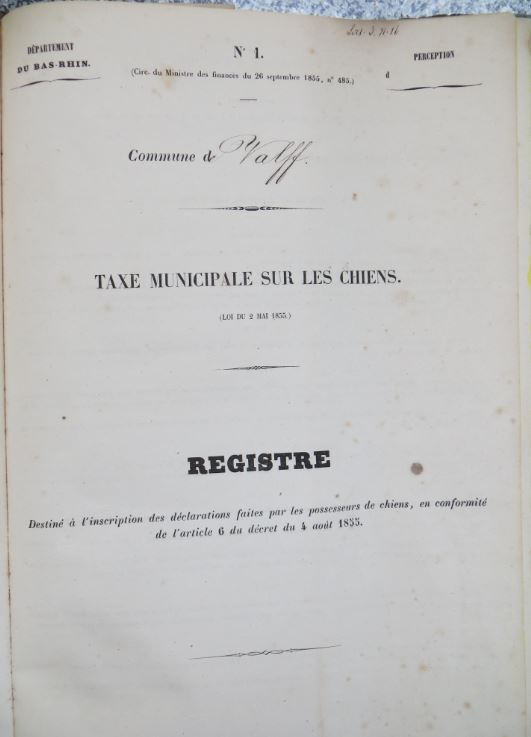 DÉPARTEMENT
DU BAS-RHIN.
N° 1.
(Circ. du Ministre des finances du 26 septembre 1855, n° 485.)
PERCEPTION
d
Commune de Valff.
TAXE MUNICIPALE SUR LES CHIENS.
(LOI DU 2 MAI 1855.)
REGISTRE
Destiné à l'inscription des déclarations faites par les possesseurs de chiens, en conformité
de l'article 6 du décret du 4 août 1855.